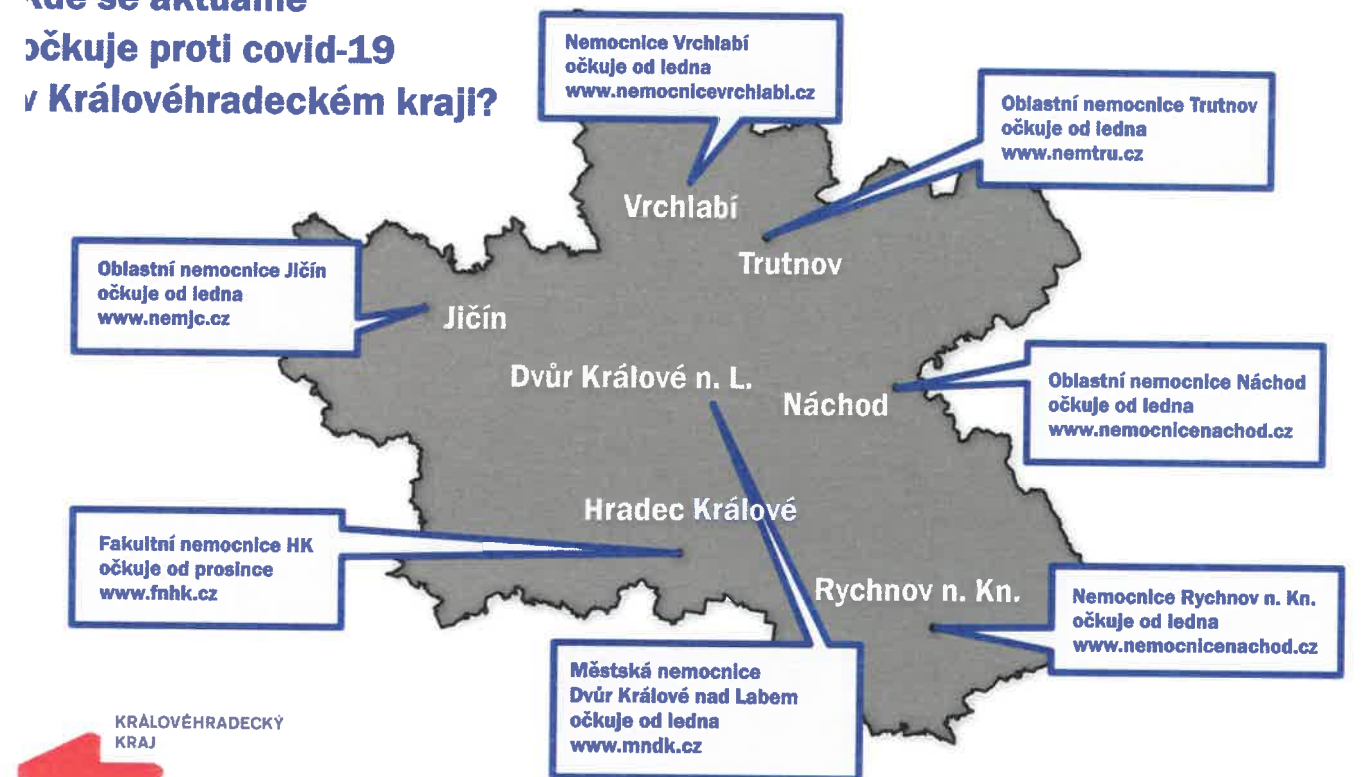 kde se aktuálně
očkuje proti covid-19
v Královéhradeckém kraji?
Nemocnice Vrchlabí
očkuje od ledna
www.nemocnicevrchlabi.cz
Oblastní nemocnice Trutnov
očkuje od ledna
www.nemtru.cz
Vrchlabí
Trutnov
Oblastní nemocnice Jičín
očkuje od ledna
www.nemjc.cz
Jičín
Dvůr Králové n. L.
Náchod
Oblastní nemocnice Náchod
očkuje od ledna
www.nemocnicenachod.cz
Hradec Králové
Fakultní nemocnice HK
očkuje od prosince
www.fnhk.cz
Rychnov n. Kn.
Nemocnice Rychnov n. Kn.
očkuje od ledna
www.nemocnicenachod.cz
Městská nemocnice
Dvůr Králové nad Labem
očkuje od ledna
www.mndk.cz
KRÁLOVÉHRADECKÝ
KRAJ